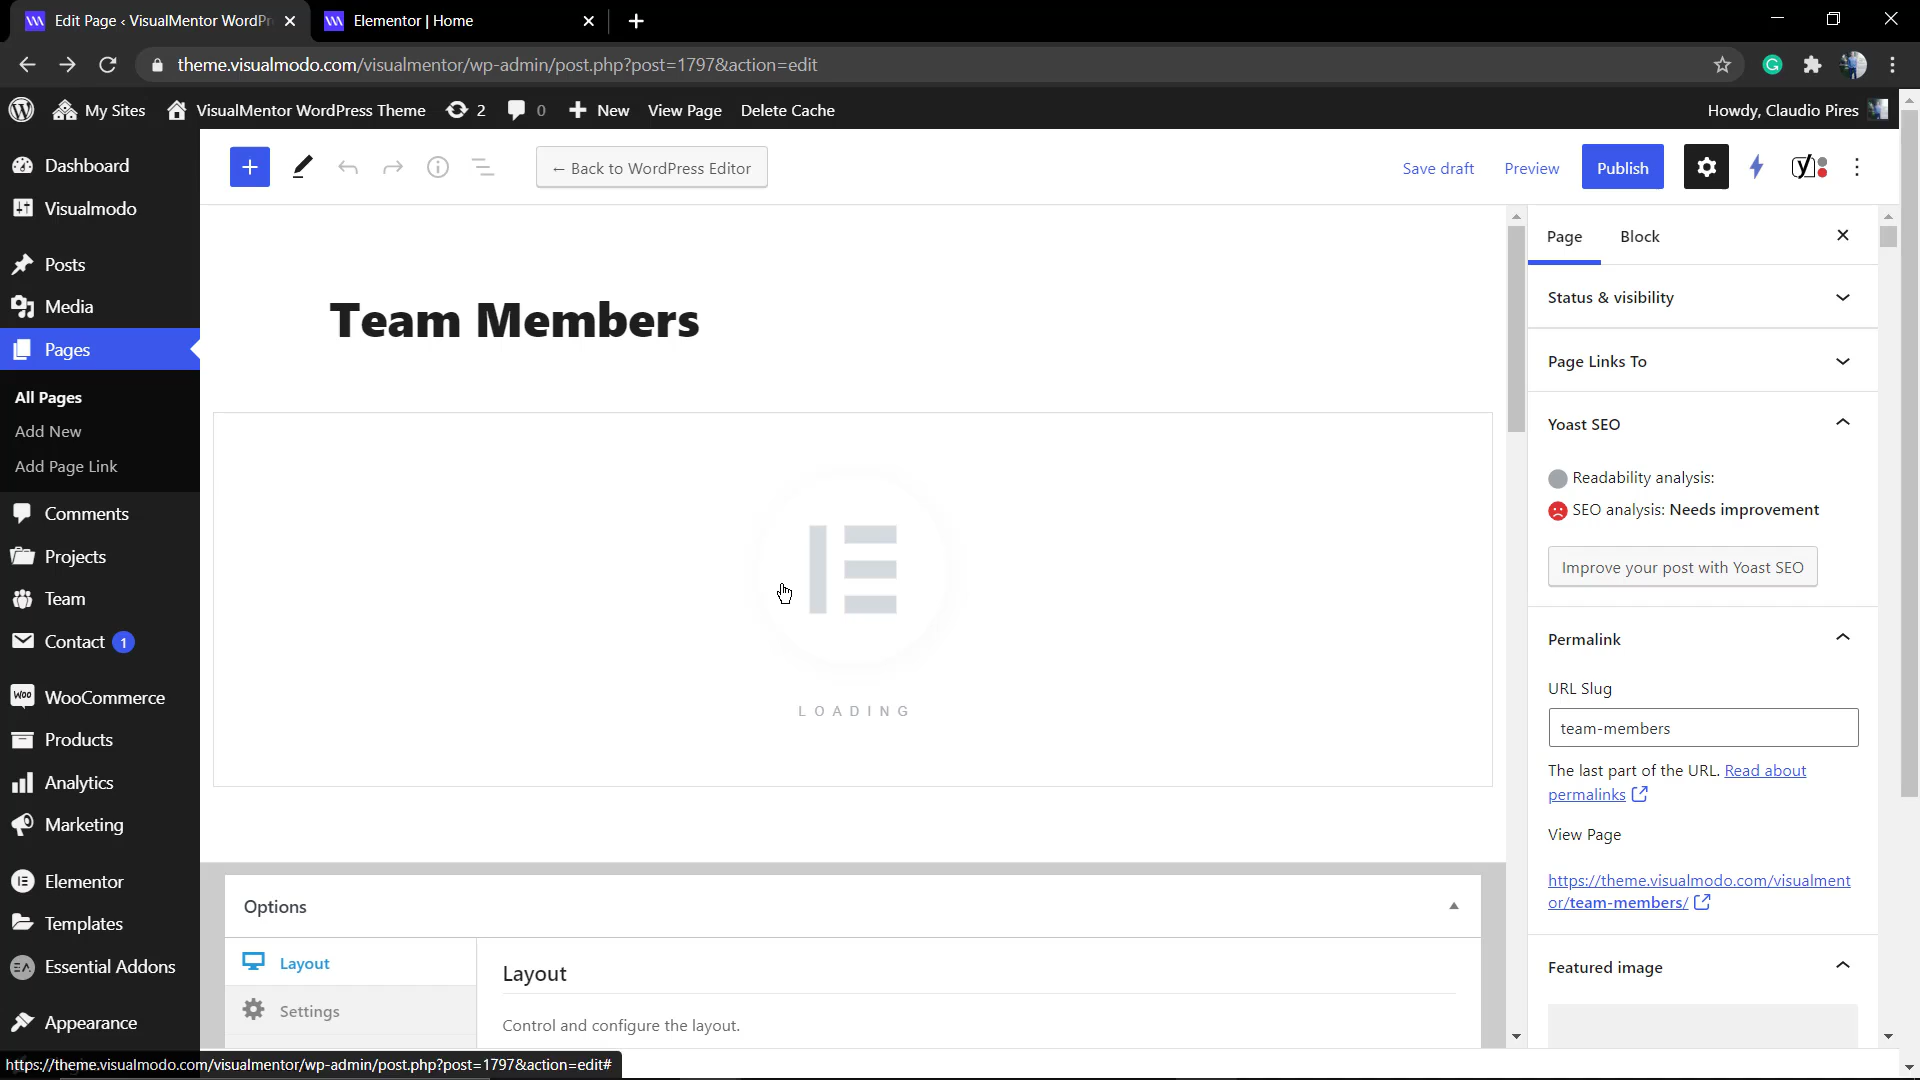 Edit Page ‹ VisualMentor WordPr
Elementor | Home
theme.visualmodo.com/visualmentor/wp-admin/post.php?post=1797&action=edit
My Sites
VisualMentor WordPress Theme
2
0
New
View Page
Delete Cache
Howdy, Claudio Pires
Dashboard
Visualmodo
Posts
Media
Pages
All Pages
Add New
Add Page Link
Comments
Projects
Team
Contact 1
WooCommerce
Products
Analytics
Marketing
Elementor
Templates
Essential Addons
Appearance
← Back to WordPress Editor
Save draft
Preview
Publish
Team Members
LOADING
Options
Layout
Settings
Layout
Control and configure the layout.
Page
Block
Status & visibility
Page Links To
Yoast SEO
Readability analysis:
SEO analysis: Needs improvement
Improve your post with Yoast SEO
Permalink
URL Slug
team-members
The last part of the URL. Read about
permalinks
View Page
https://theme.visualmodo.com/visualment
or/team-members/
Featured image
https://theme.visualmodo.com/visualmentor/wp-admin/post.php?post=1797&action=edit#